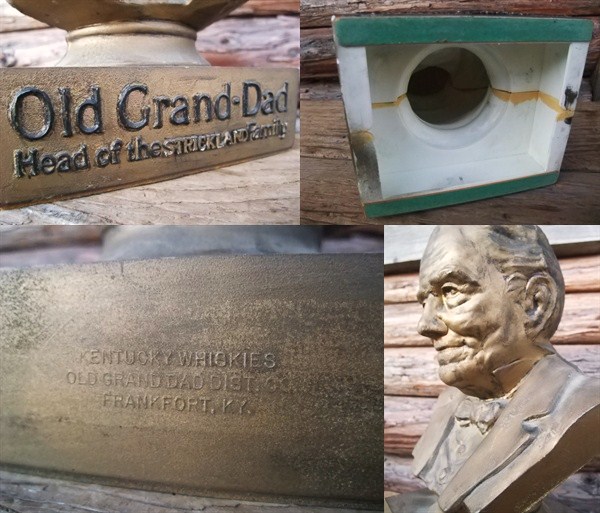 Old Grand-Dad
Head of the STRICKLAND Family
KENTUCKY WHISKIES
OLD GRAND DAD DIST. CO.
FRANKFORT, KY.